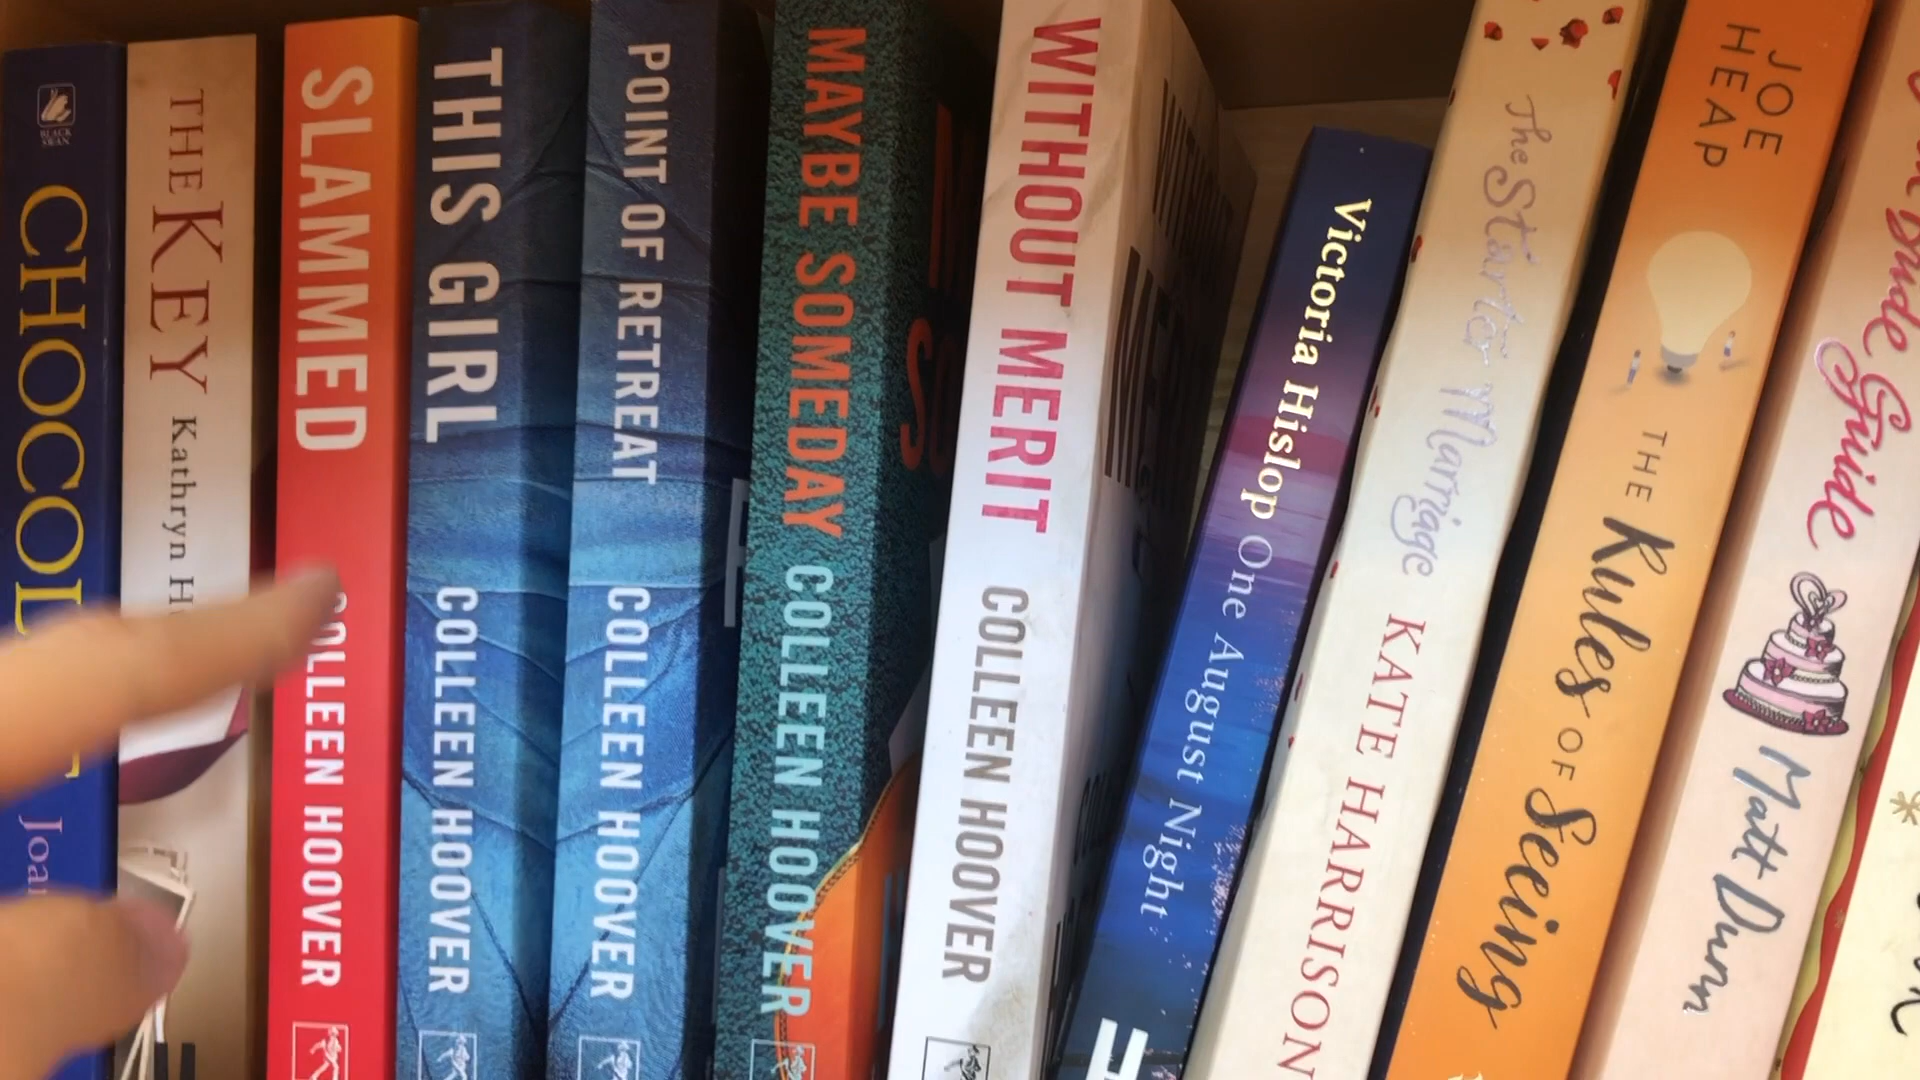 BLACK
SWAN
CHOCOL
Joan
THE KEY
Kathryn H
SLAMMED
COLLEEN HOOVER
THIS GIRL
COLLEEN HOOVER
POINT OF RETREAT
COLLEEN HOOVER
MAYBE SOMEDAY
COLLEEN HOOVER
WITHOUT MERIT
COLLEEN HOOVER
WITHOUT
Victoria Hislop
One August Night
The Starter Marriage
KATE HARRISON
JOE
HEAP
THE Rules OF Seeing
Guide
Matt Dunn